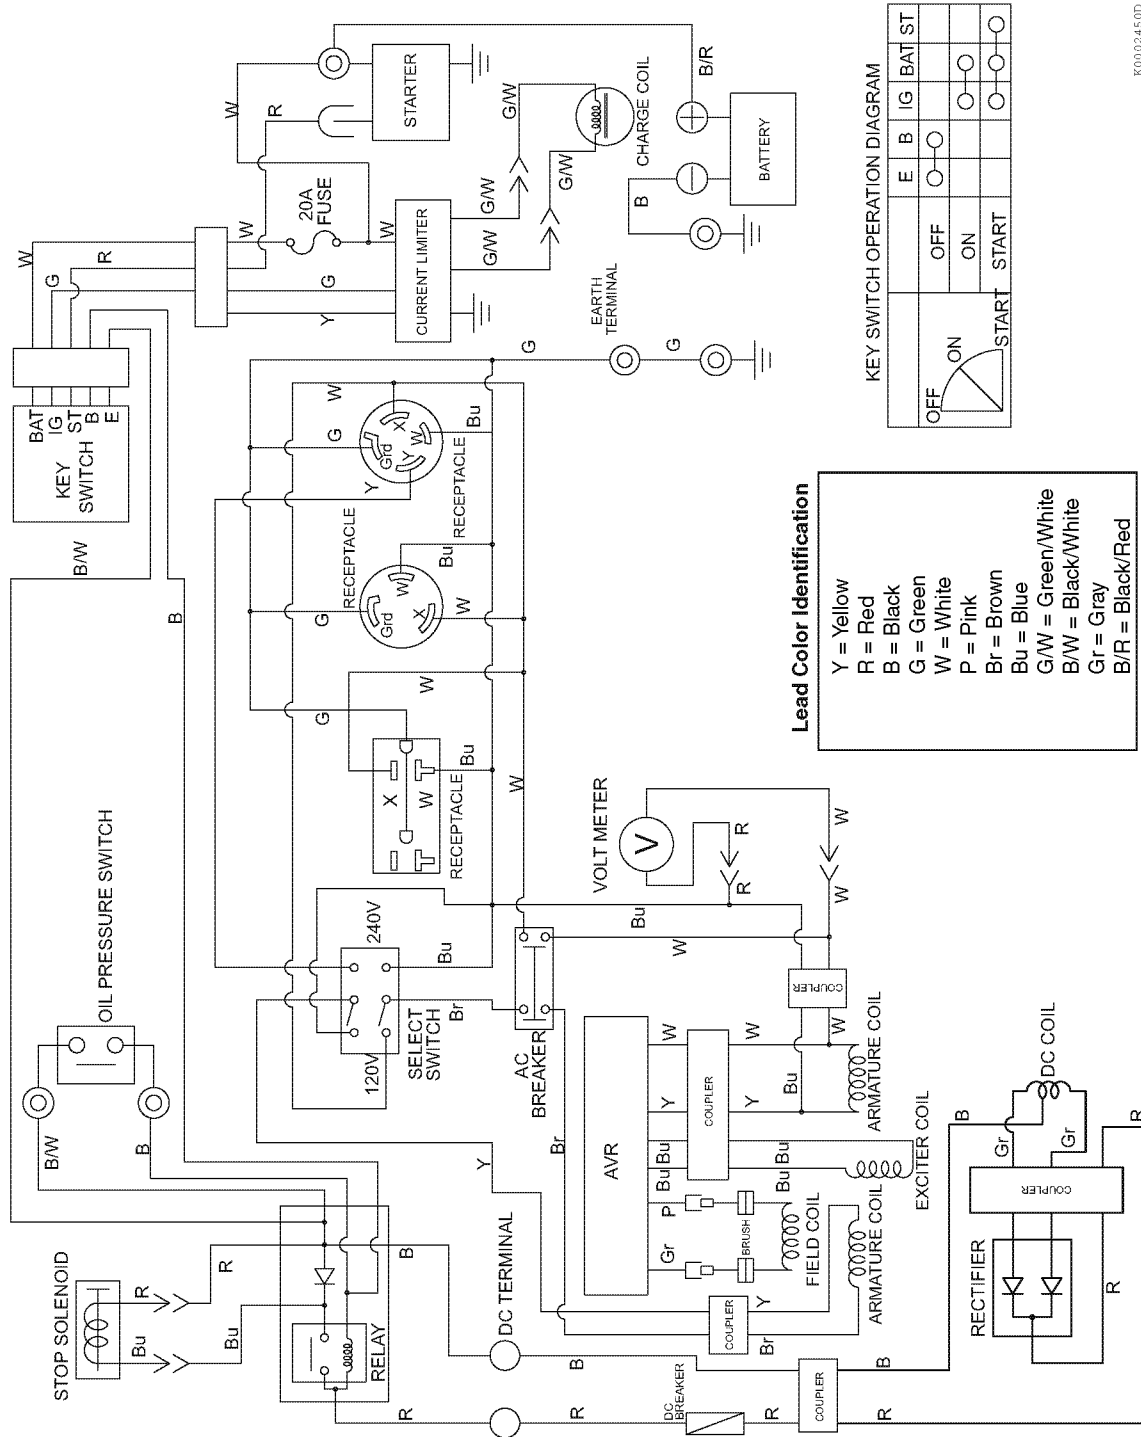 STOP SOLENOID
Bu
R
Bu
R
RELAY
R
B
DC TERMINAL
R
B
DC
BREAKER
R
COUPLER
R
B
B/W
B
OIL PRESSURE SWITCH
B/W
B
KEY
SWITCH
BAT
IG
ST
B
E
W
G
R
W
20A
FUSE
G
Y
W
CURRENT LIMITER
W
R
STARTER
G/W
G/W
G/W
G/W
CHARGE COIL
B
B/R
BATTERY
120V
240V
SELECT
SWITCH
Br
Bu
Y
AC
BREAKER
Br
W
G
X
W
W
Bu
RECEPTACLE
G
RECEPTACLE
Grd
W
X
Bu
W
Y
G
W
Grd
X
Y
W
Bu
RECEPTACLE
G
EARTH
TERMINAL
G
AVR
Gr
P
Bu
Bu
Y
W
BRUSH
COUPLER
Bu
Bu
Y
W
FIELD COIL
COUPLER
Br
Y
ARMATURE COIL
EXCITER COIL
ARMATURE COIL
Bu
W
COUPLER
Bu
W
VOLT METER
V
R
R
W
W
RECTIFIER
R
COUPLER
Gr
Gr
B
DC COIL
R
Lead Color Identification
Y = Yellow
R = Red
B = Black
G = Green
W = White
P = Pink
Br = Brown
Bu = Blue
G/W = Green/White
B/W = Black/White
Gr = Gray
B/R = Black/Red
KEY SWITCH OPERATION DIAGRAM
E B IG BAT ST
OFF
ON
START
OFF
ON
START
K0002450D